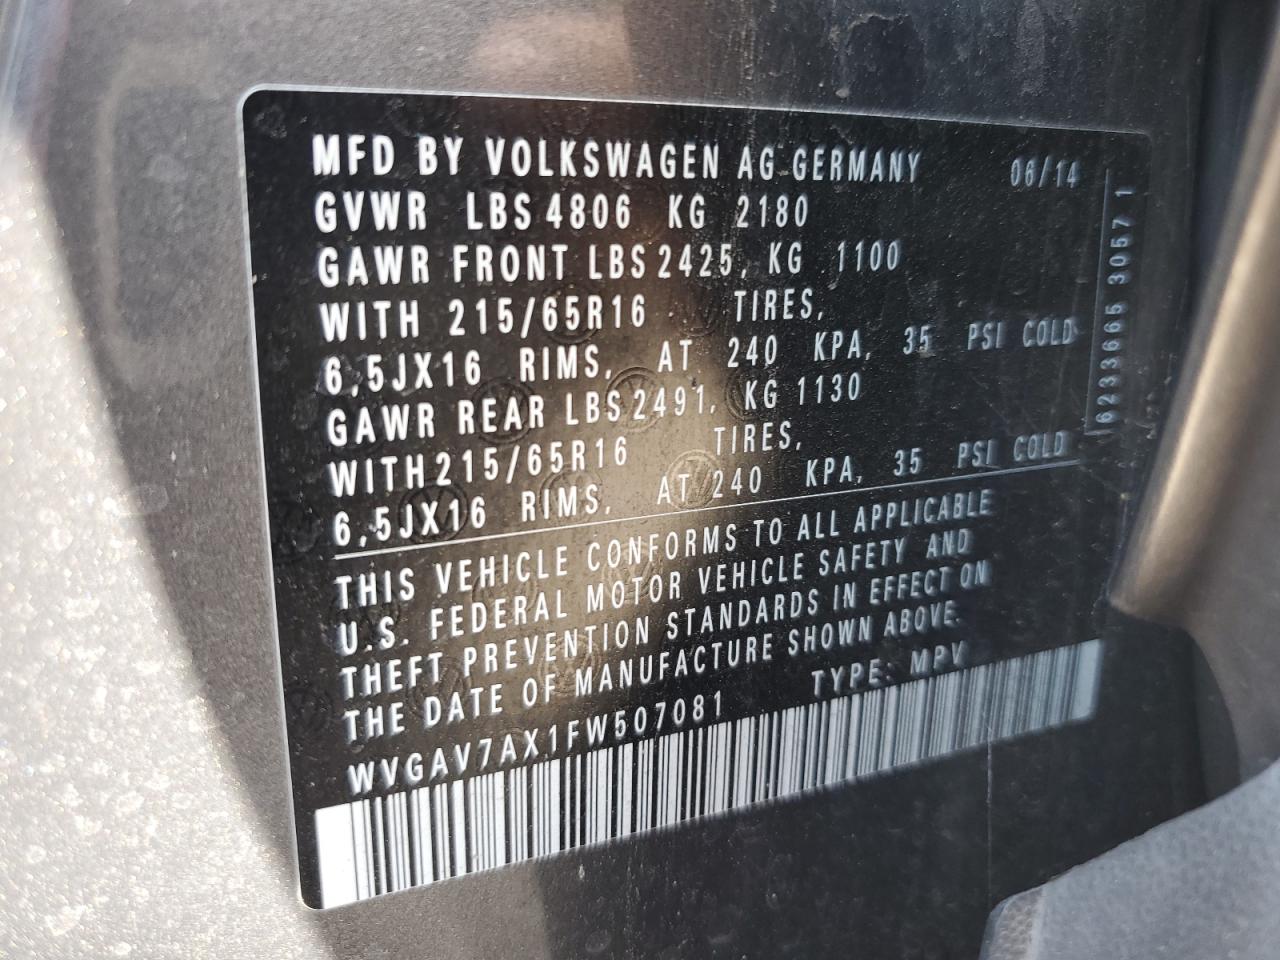 MFD BY VOLKSWAGEN AG GERMANY 06/14
GVWR LBS 4806 KG 2180
GAWR FRONT LBS 2425, KG 1100
WITH 215/65R16 TIRES,
6,5JX16 RIMS, AT 240 KPA, 35 PSI COLD
GAWR REAR LBS 2491, KG 1130
WITH 215/65R16 TIRES,
6,5JX16 RIMS, AT 240 KPA, 35 PSI COLD
THIS VEHICLE CONFORMS TO ALL APPLICABLE
U.S. FEDERAL MOTOR VEHICLE SAFETY AND
THEFT PREVENTION STANDARDS IN EFFECT ON
THE DATE OF MANUFACTURE SHOWN ABOVE.
WVGAV7AX1FW507081 TYPE: MPV
6233665 3057 1